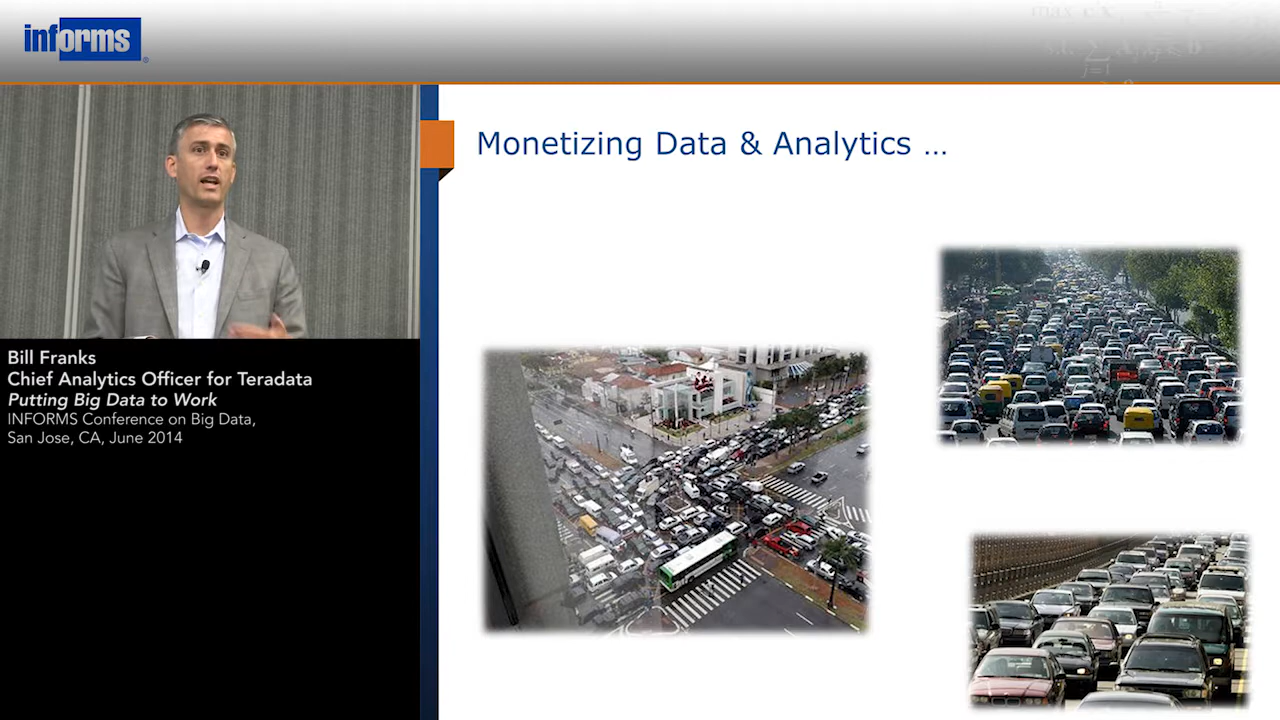 informs
Monetizing Data & Analytics ...
Bill Franks
Chief Analytics Officer for Teradata
Putting Big Data to Work
INFORMS Conference on Big Data,
San Jose, CA, June 2014